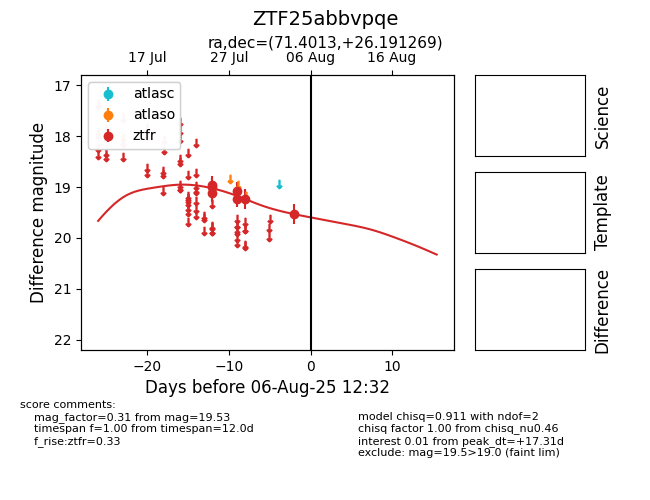 ZTF25abbvpqe
ra,dec=(71.4013,+26.191269)
17 Jul 27 Jul 06 Aug 16 Aug
17
18
19
20
21
22
Difference magnitude
atlasc
atlaso
ztfr
−20 −10 0 10
Days before 06-Aug-25 12:32
Science
Template
Difference
score comments:
mag_factor=0.31 from mag=19.53
timespan f=1.00 from timespan=12.0d
f_rise:ztfr=0.33
model chisq=0.911 with ndof=2
chisq factor 1.00 from chisq_nu0.46
interest 0.01 from peak_dt=+17.31d
exclude: mag=19.5>19.0 (faint lim)